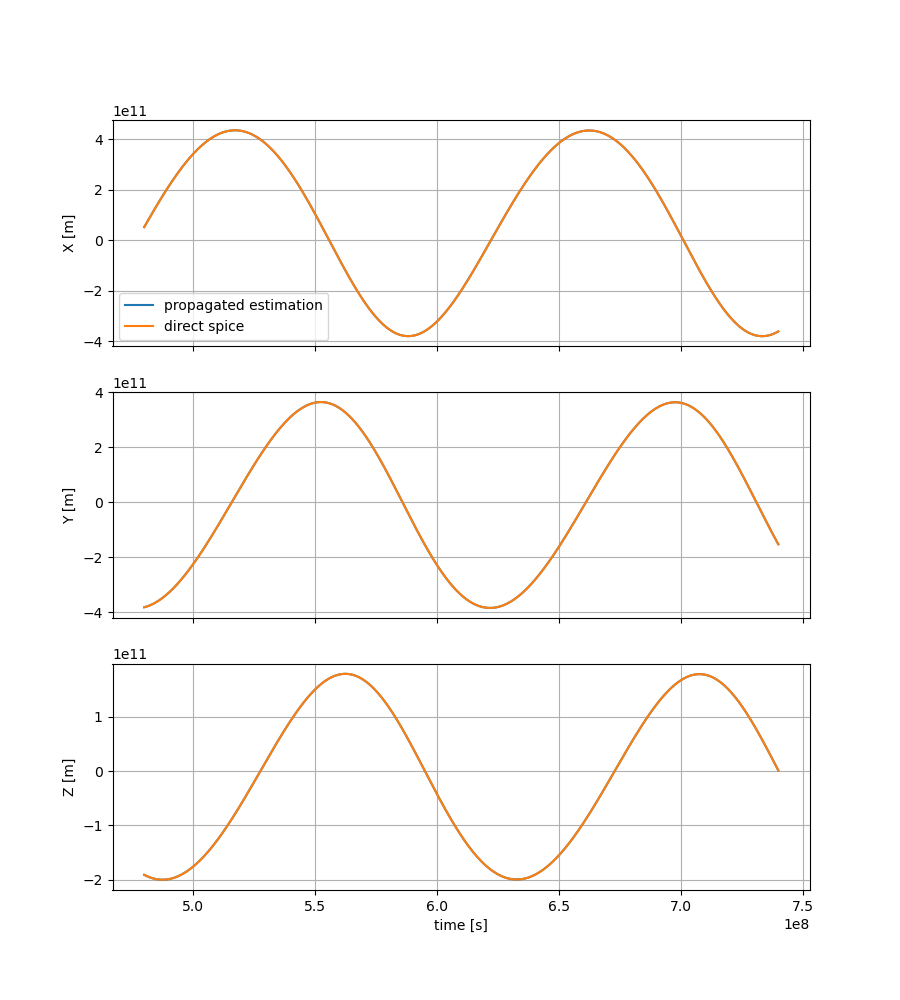 1e11
4
2
0
−2
−4
X [m]
propagated estimation
direct spice
1e11
4
2
0
−2
−4
Y [m]
1e11
1
0
−1
−2
Z [m]
5.0 5.5 6.0 6.5 7.0 7.5
time [s]
1e8